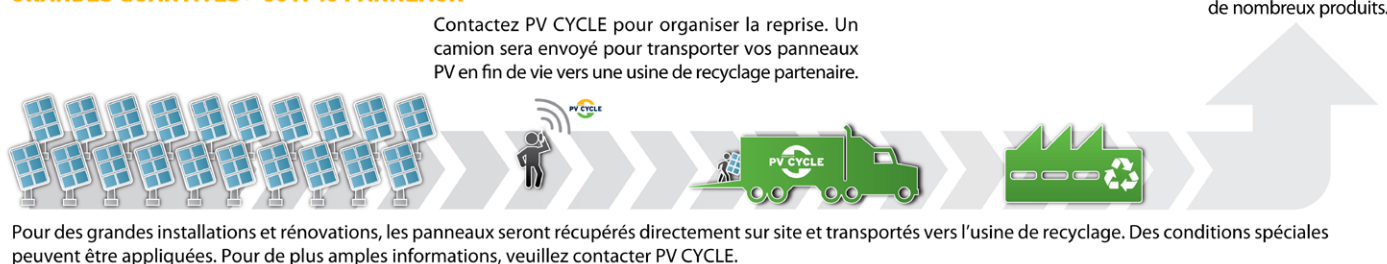 de nombreux produits.
Contactez PV CYCLE pour organiser la reprise. Un
camion sera envoyé pour transporter vos panneaux
PV en fin de vie vers une usine de recyclage partenaire.
PV CYCLE
PV CYCLE
Pour des grandes installations et rénovations, les panneaux seront récupérés directement sur site et transportés vers l'usine de recyclage. Des conditions spéciales
peuvent être appliquées. Pour de plus amples informations, veuillez contacter PV CYCLE.